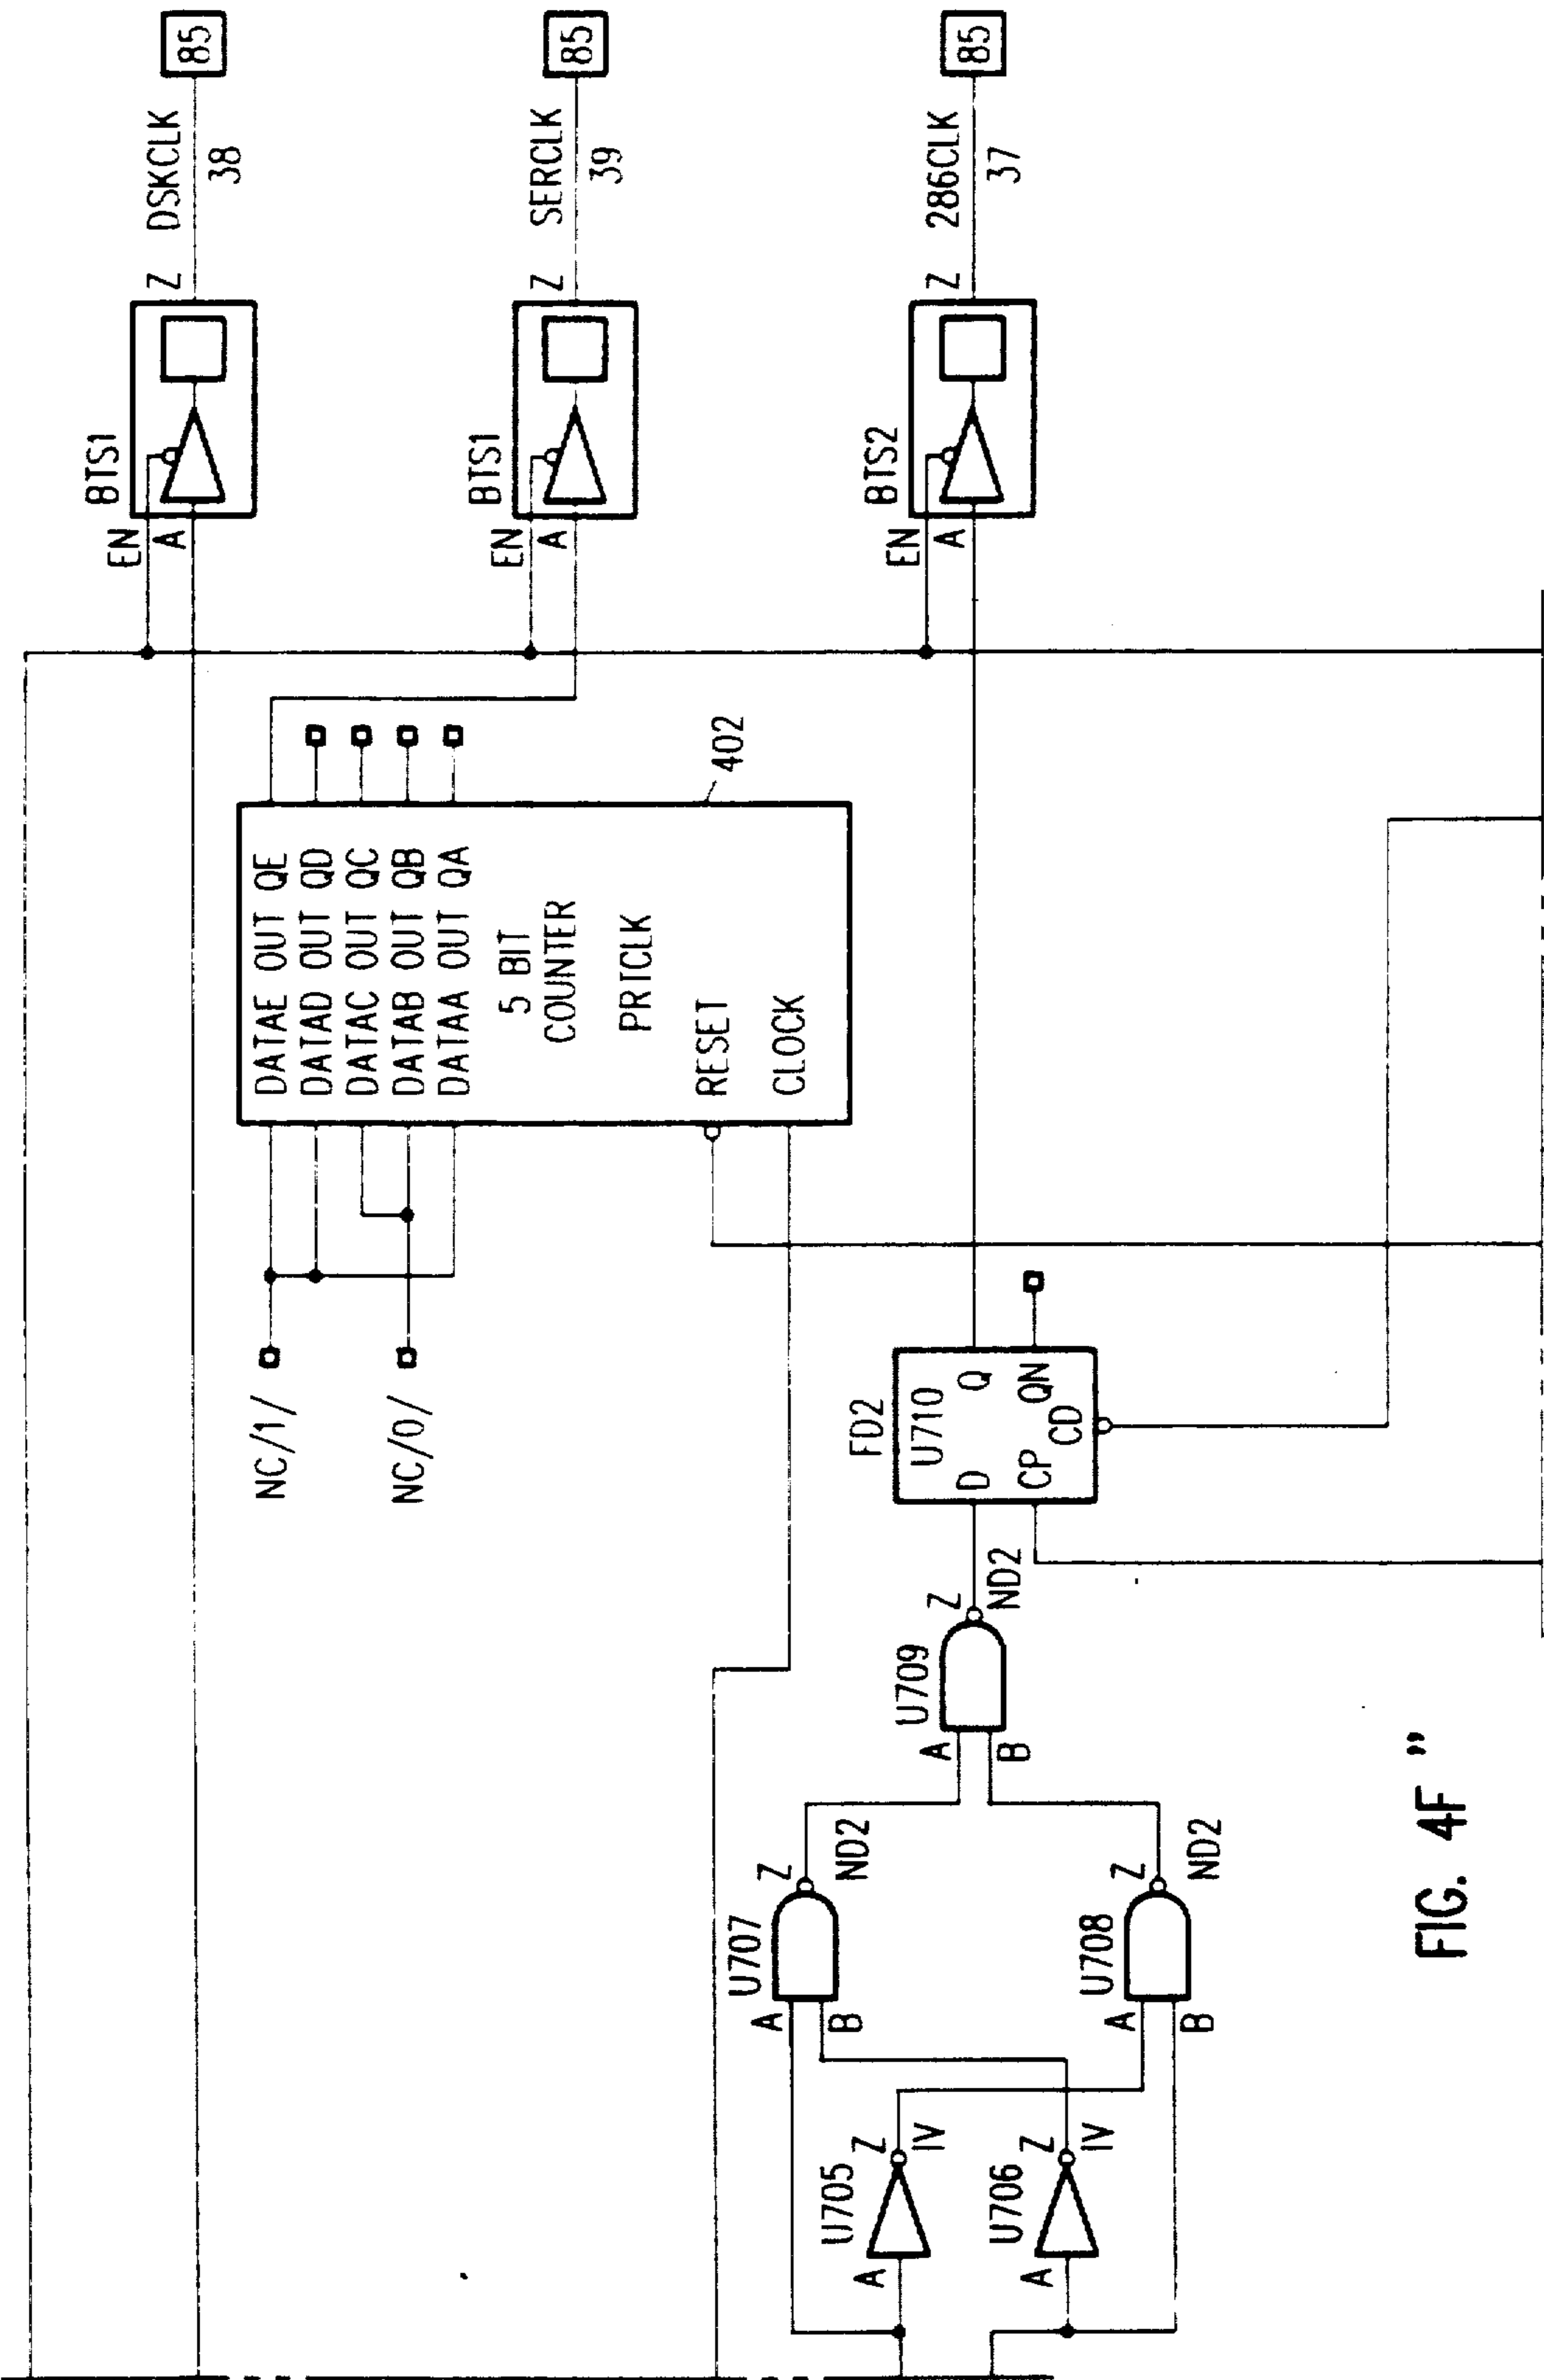 BTS1
EN
A
Z
DSKCLK
38
85
BTS1
EN
A
Z
SERCLK
39
85
NC/1/
NC/0/
DATAE OUT QE
DATAD OUT QD
DATAC OUT QC
DATAB OUT QB
DATAA OUT QA
5 BIT
COUNTER
PRTCLK
RESET
CLOCK
402
BTS2
EN
A
Z
286CLK
37
85
U705
A
Z
IV
U706
A
Z
IV
U707
A
B
Z
ND2
U708
A
B
Z
ND2
U709
A
B
Z
ND2
FD2
U710
D
Q
CP
QN
CD
FIG. 4F "